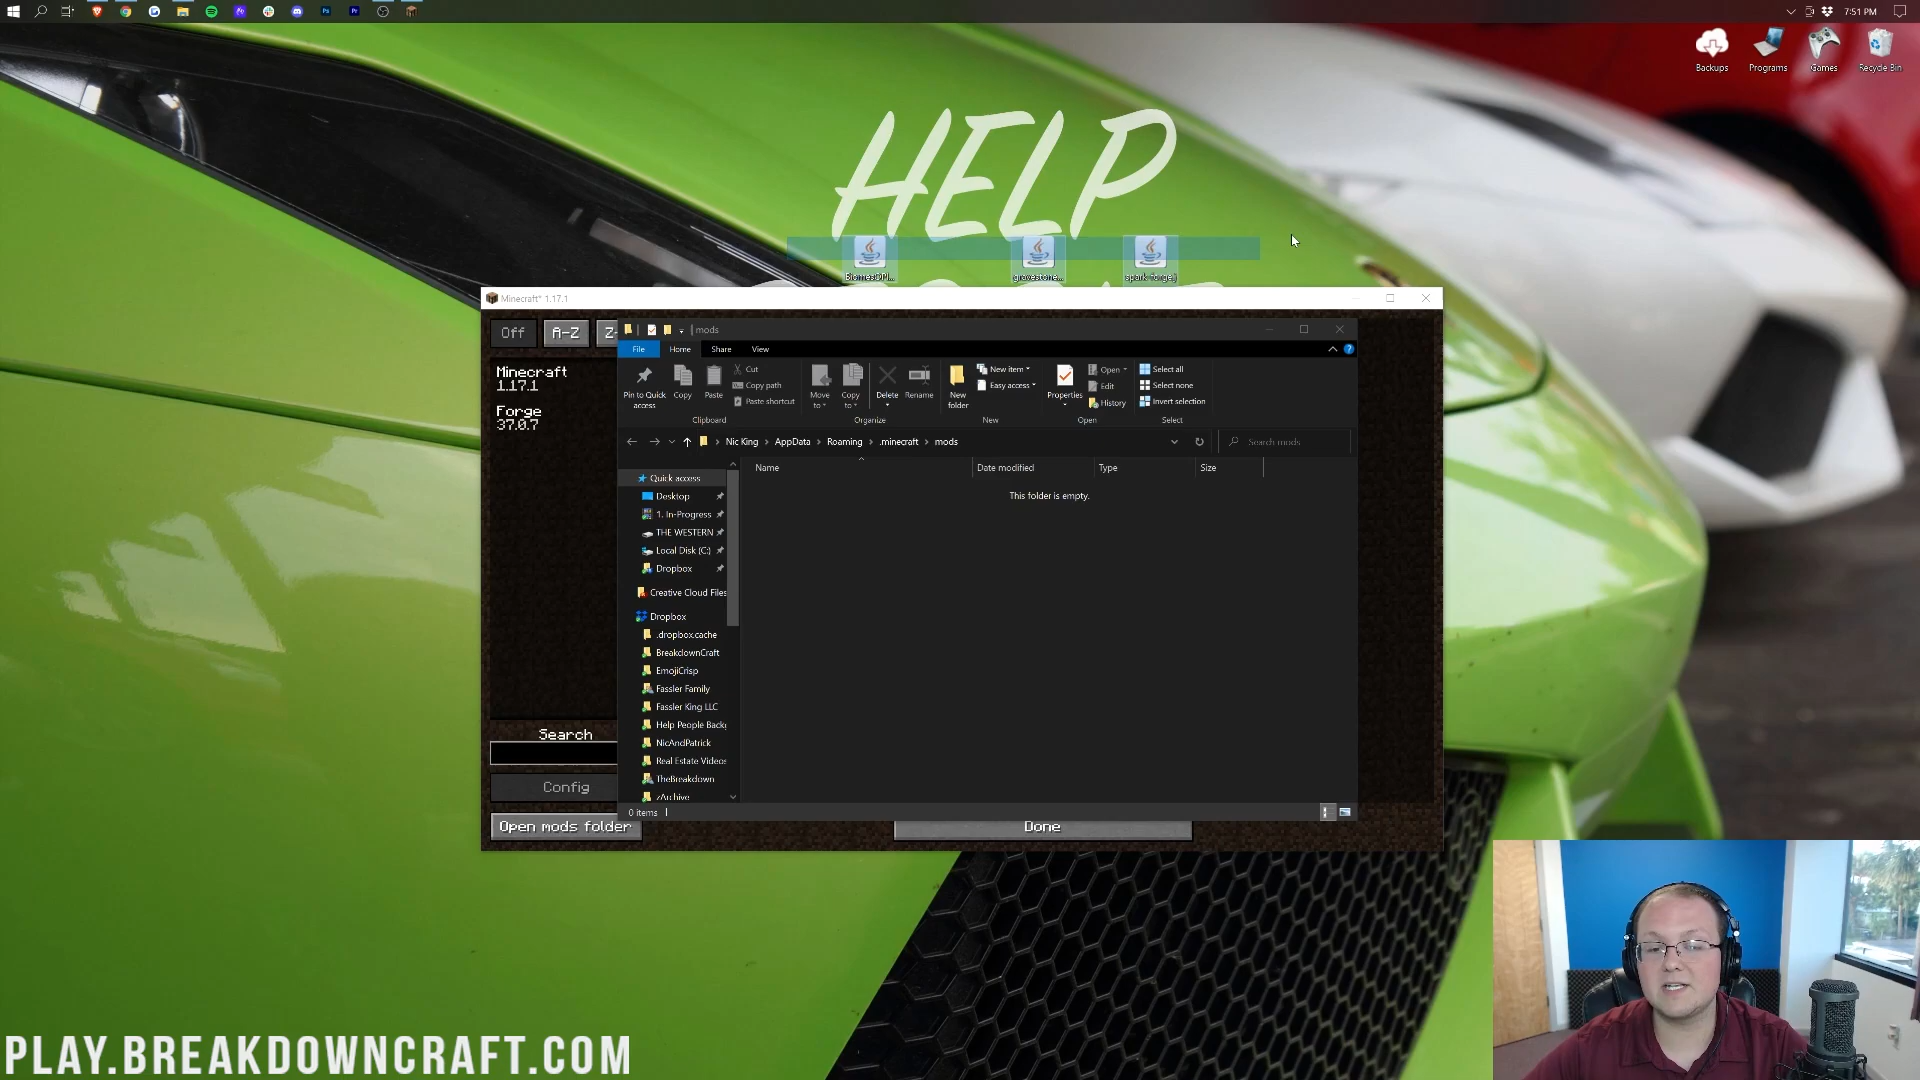 7:51 PM
Backups
Programs
Games
Recycle Bin
HELP
BiomesOPl...
gravestone...
spark-forge.j
Minecraft* 1.17.1
Off
A-Z
mods
File
Home
Share
View
Pin to Quick access
Copy
Paste
Cut
Copy path
Paste shortcut
Move to
Copy to
Delete
Rename
New folder
New item
Easy access
Properties
Open
Edit
History
Select all
Select none
Invert selection
Clipboard
Organize
New
Open
Select
Minecraft
1.17.1
Forge
37.0.7
Nic King
AppData
Roaming
.minecraft
mods
Search mods
Name
Date modified
Type
Size
This folder is empty.
Quick access
Desktop
1. In-Progress
THE WESTERN
Local Disk (C:)
Dropbox
Creative Cloud Files
Dropbox
.dropbox.cache
BreakdownCraft
EmojiCrisp
Fassler Family
Fassler King LLC
Help People Back
NicAndPatrick
Real Estate Videos
TheBreakdown
zArchive
0 items
Search
Config
Open mods folder
Done
PLAY.BREAKDOWNCRAFT.COM